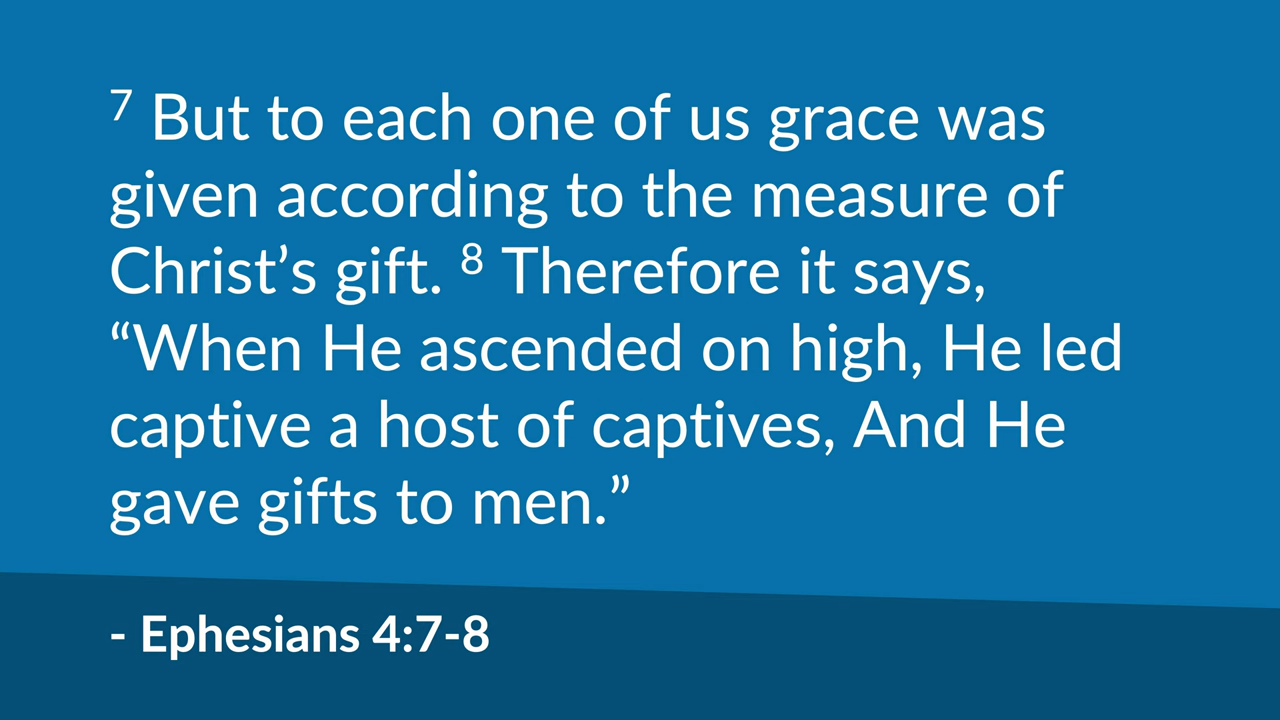 7 But to each one of us grace was
given according to the measure of
Christ’s gift. 8 Therefore it says,
“When He ascended on high, He led
captive a host of captives, And He
gave gifts to men.”
- Ephesians 4:7-8